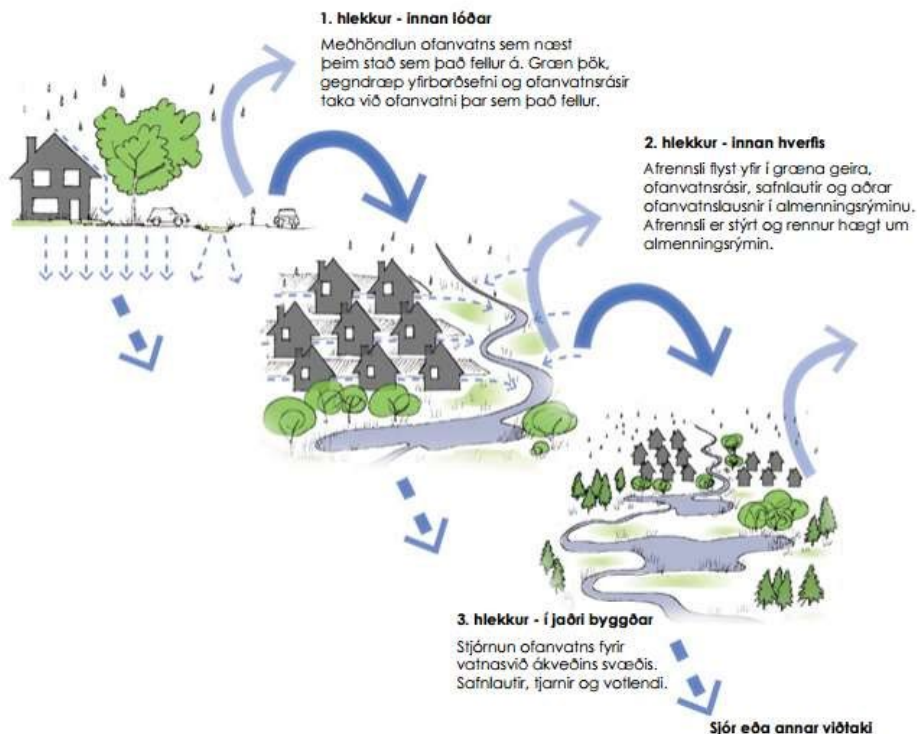 1. hlekkur - innan lóðar
Meðhöndlun ofanvatns sem næst
þeim stað sem það fellur á. Græn þök,
gegndræp yfirborðsefni og ofanvatnsrásir
taka við ofanvatni þar sem það fellur.
2. hlekkur - innan hverfis
Afrennsli flyst yfir í græna geira,
ofanvatnsrásir, safnlautir og aðrar
ofanvatnslausnir í almenningsrýminu.
Afrennsli er stýrt og rennur hægt um
almenningsrýmin.
3. hlekkur - í jaðri byggðar
Stjórnun ofanvatns fyrir
vatnasvið ákveðins svæðis.
Safnlautir, tjarnir og votlendi.
Sjór eða annar viðtaki